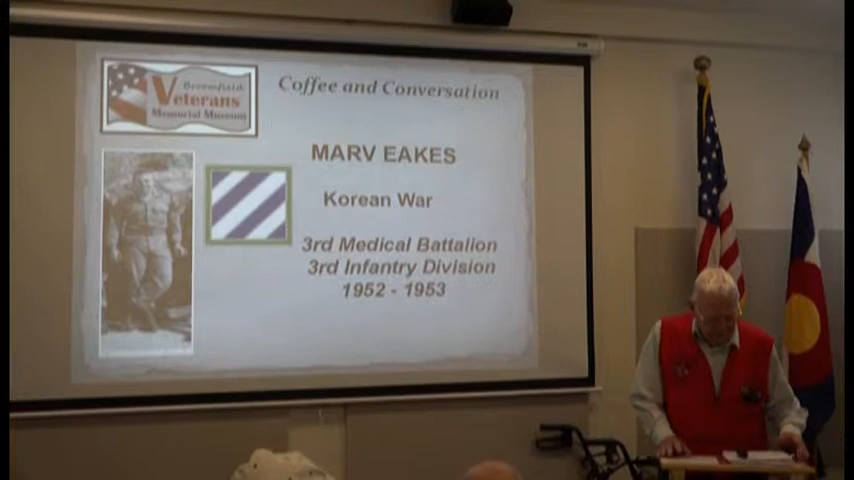 Broomfield
Veterans
Memorial Museum
Coffee and Conversation
MARV EAKES
Korean War
3rd Medical Battalion
3rd Infantry Division
1952 - 1953